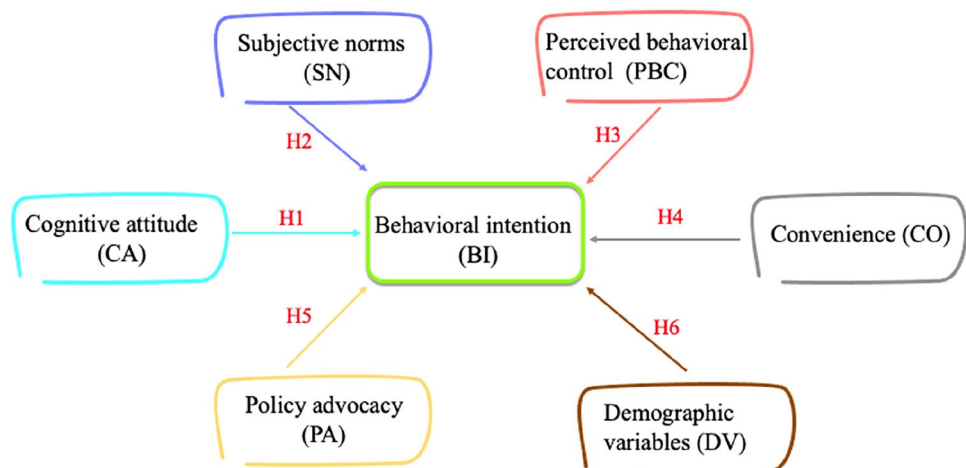 Subjective norms
(SN)
Perceived behavioral
control (PBC)
H2
H3
Cognitive attitude
(CA)
H1
Behavioral intention
(BI)
H4
Convenience (CO)
H5
H6
Policy advocacy
(PA)
Demographic
variables (DV)